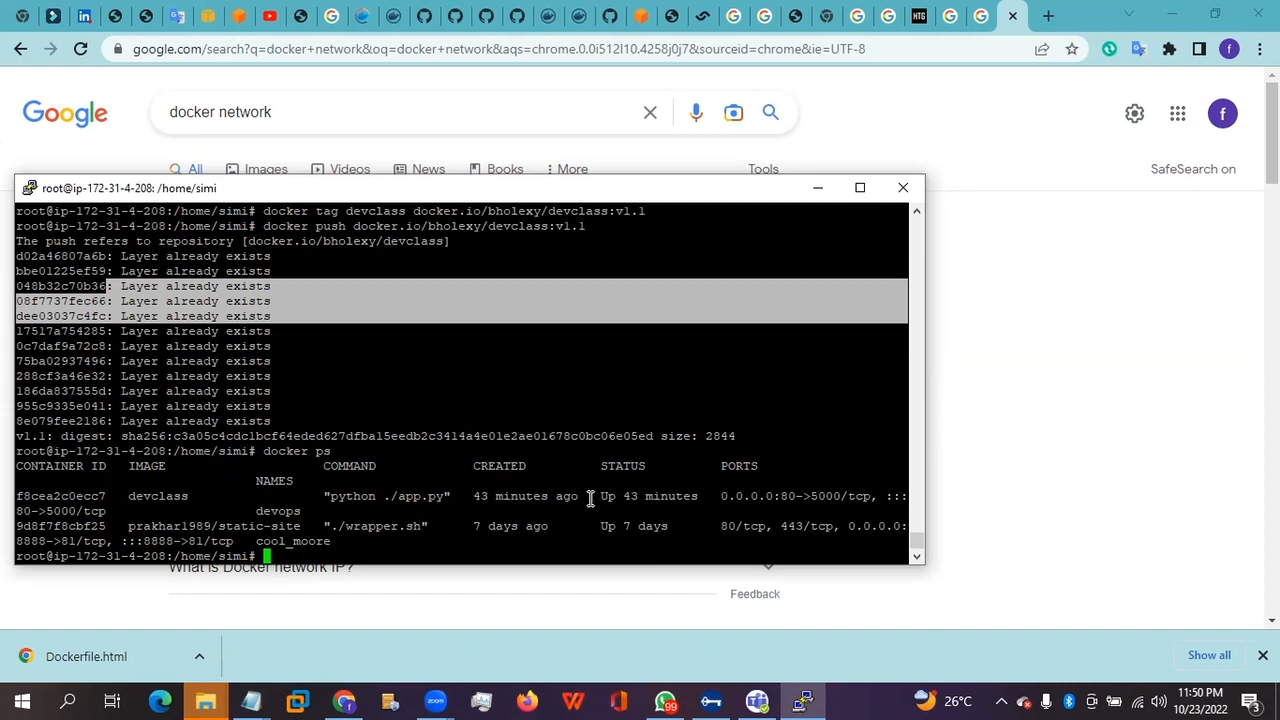 google.com/search?q=docker+network&oq=docker+network&aqs=chrome.0.0i512l10.4258j0j7&sourceid=chrome&ie=UTF-8
f
HTG
Google
docker network
f
All Images Videos News Books More Tools SafeSearch on
root@ip-172-31-4-208: /home/simi
root@ip-172-31-4-208:/home/simi# docker tag devclass docker.io/bholexy/devclass:v1.1
root@ip-172-31-4-208:/home/simi# docker push docker.io/bholexy/devclass:v1.1
The push refers to repository [docker.io/bholexy/devclass]
d02a46807a6b: Layer already exists
bbe01225ef59: Layer already exists
048b32c70b36: Layer already exists
08f7737fec66: Layer already exists
dee03037c4fc: Layer already exists
17517a754285: Layer already exists
0c7daf9a72c8: Layer already exists
75ba02937496: Layer already exists
288cf3a46e32: Layer already exists
186da837555d: Layer already exists
955c9335e041: Layer already exists
8e079fee2186: Layer already exists
v1.1: digest: sha256:c3a05c4cdc1bcf64eded627dfba15eedb2c3414a4e01e2ae01678c0bc06e05ed size: 2844
root@ip-172-31-4-208:/home/simi# docker ps
CONTAINER ID IMAGE COMMAND CREATED STATUS PORTS
NAMES
f8cea2c0ecc7 devclass "python ./app.py" 43 minutes ago Up 43 minutes 0.0.0.0:80->5000/tcp, :::
80->5000/tcp devops
9d8f7f8cbf25 prakhar1989/static-site "./wrapper.sh" 7 days ago Up 7 days 80/tcp, 443/tcp, 0.0.0.0:
8888->81/tcp, :::8888->81/tcp cool_moore
root@ip-172-31-4-208:/home/simi#
What is Docker network IP?
Feedback
Dockerfile.html
Show all
zoom
99
26°C
11:50 PM
10/23/2022
3